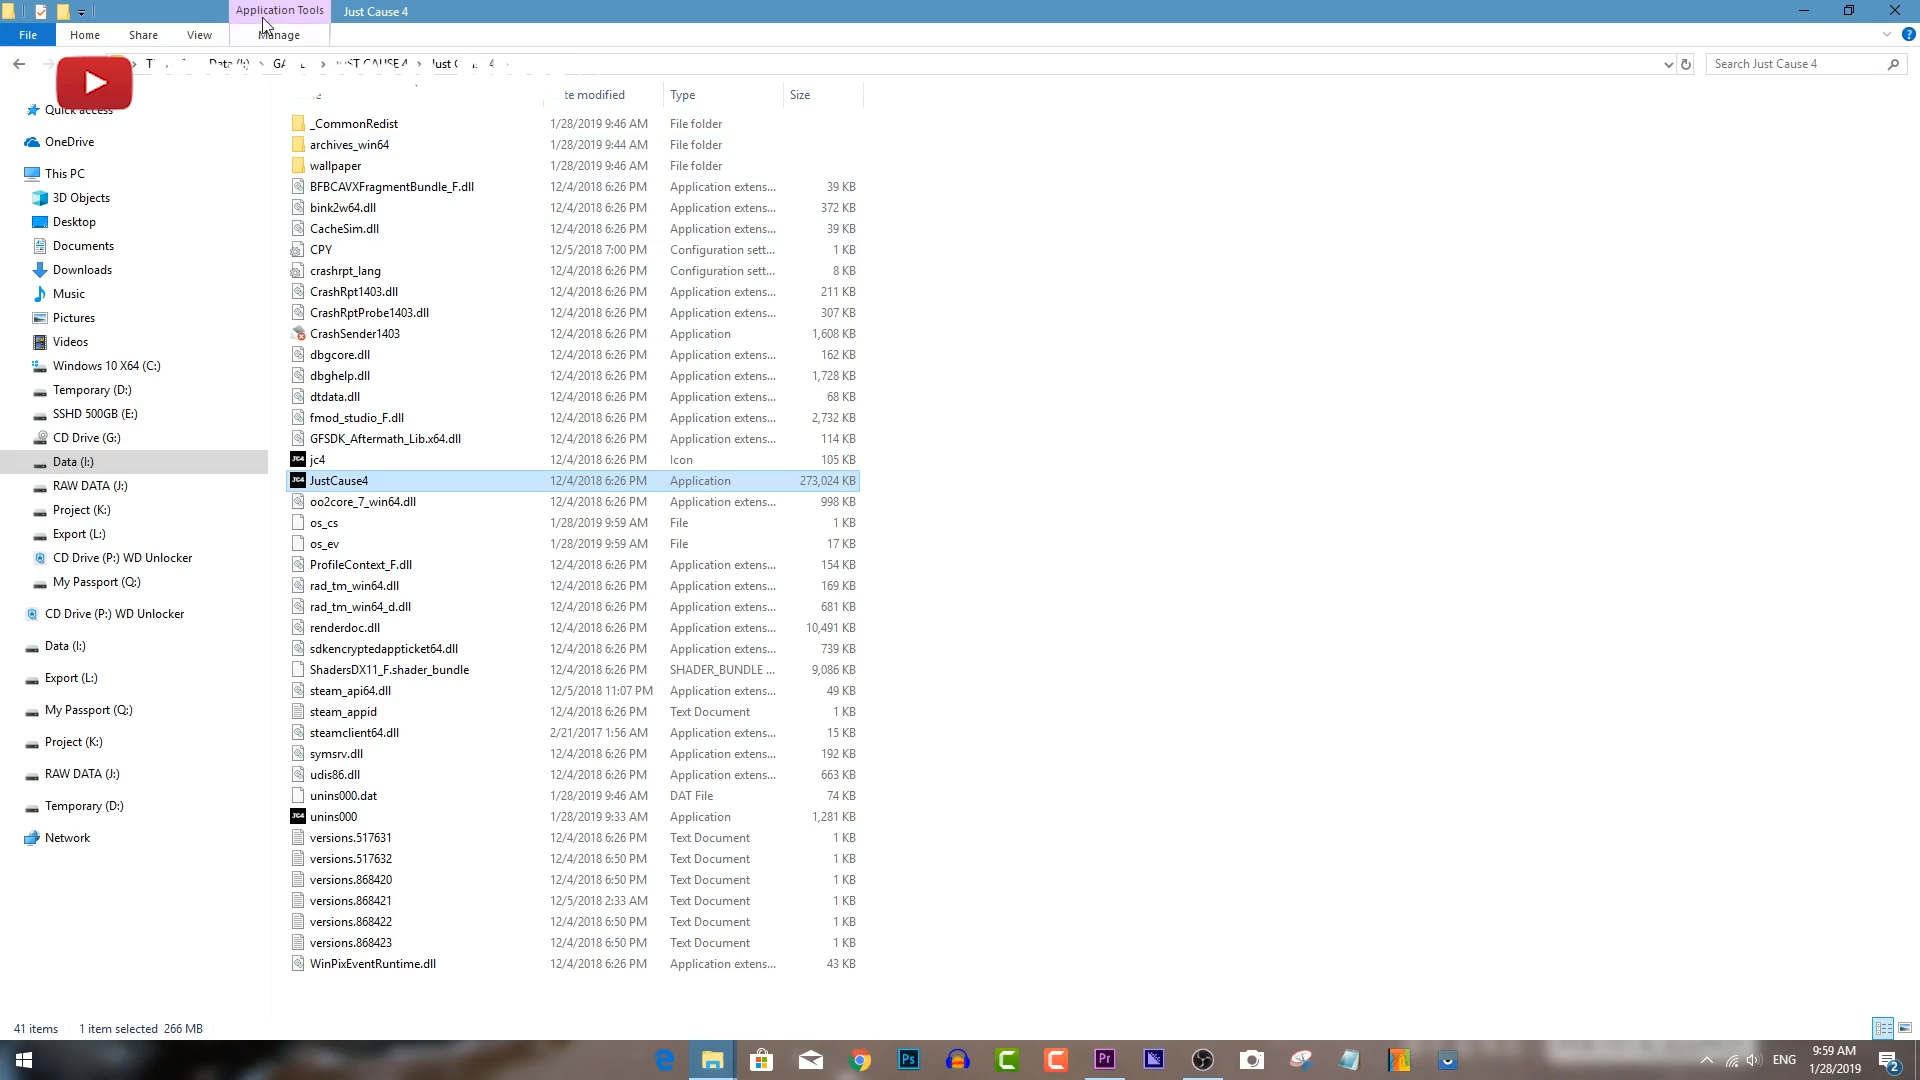 Application Tools Just Cause 4
File Home Share View Manage
Data (I:) JUST CAUSE 4 Search Just Cause 4
Date modified Type Size
Quick access
OneDrive
This PC
3D Objects
Desktop
Documents
Downloads
Music
Pictures
Videos
Windows 10 X64 (C:)
Temporary (D:)
SSHD 500GB (E:)
CD Drive (G:)
Data (I:)
RAW DATA (J:)
Project (K:)
Export (L:)
CD Drive (P:) WD Unlocker
My Passport (Q:)
CD Drive (P:) WD Unlocker
Data (I:)
Export (L:)
My Passport (Q:)
Project (K:)
RAW DATA (J:)
Temporary (D:)
Network
_CommonRedist 1/28/2019 9:46 AM File folder
archives_win64 1/28/2019 9:44 AM File folder
wallpaper 1/28/2019 9:46 AM File folder
BFBCAVXFragmentBundle_F.dll 12/4/2018 6:26 PM Application extens... 39 KB
bink2w64.dll 12/4/2018 6:26 PM Application extens... 372 KB
CacheSim.dll 12/4/2018 6:26 PM Application extens... 39 KB
CPY 12/5/2018 7:00 PM Configuration sett... 1 KB
crashrpt_lang 12/4/2018 6:26 PM Configuration sett... 8 KB
CrashRpt1403.dll 12/4/2018 6:26 PM Application extens... 211 KB
CrashRptProbe1403.dll 12/4/2018 6:26 PM Application extens... 307 KB
CrashSender1403 12/4/2018 6:26 PM Application 1,608 KB
dbgcore.dll 12/4/2018 6:26 PM Application extens... 162 KB
dbghelp.dll 12/4/2018 6:26 PM Application extens... 1,728 KB
dtdata.dll 12/4/2018 6:26 PM Application extens... 68 KB
fmod_studio_F.dll 12/4/2018 6:26 PM Application extens... 2,732 KB
GFSDK_Aftermath_Lib.x64.dll 12/4/2018 6:26 PM Application extens... 114 KB
jc4 12/4/2018 6:26 PM Icon 105 KB
JustCause4 12/4/2018 6:26 PM Application 273,024 KB
oo2core_7_win64.dll 12/4/2018 6:26 PM Application extens... 998 KB
os_cs 1/28/2019 9:59 AM File 1 KB
os_ev 1/28/2019 9:59 AM File 17 KB
ProfileContext_F.dll 12/4/2018 6:26 PM Application extens... 154 KB
rad_tm_win64.dll 12/4/2018 6:26 PM Application extens... 169 KB
rad_tm_win64_d.dll 12/4/2018 6:26 PM Application extens... 681 KB
renderdoc.dll 12/4/2018 6:26 PM Application extens... 10,491 KB
sdkencryptedappticket64.dll 12/4/2018 6:26 PM Application extens... 739 KB
ShadersDX11_F.shader_bundle 12/4/2018 6:26 PM SHADER_BUNDLE ... 9,086 KB
steam_api64.dll 12/5/2018 11:07 PM Application extens... 49 KB
steam_appid 12/4/2018 6:26 PM Text Document 1 KB
steamclient64.dll 2/21/2017 1:56 AM Application extens... 15 KB
symsrv.dll 12/4/2018 6:26 PM Application extens... 192 KB
udis86.dll 12/4/2018 6:26 PM Application extens... 663 KB
unins000.dat 1/28/2019 9:46 AM DAT File 74 KB
unins000 1/28/2019 9:33 AM Application 1,281 KB
versions.517631 12/4/2018 6:26 PM Text Document 1 KB
versions.517632 12/4/2018 6:50 PM Text Document 1 KB
versions.868420 12/4/2018 6:50 PM Text Document 1 KB
versions.868421 12/5/2018 2:33 AM Text Document 1 KB
versions.868422 12/4/2018 6:50 PM Text Document 1 KB
versions.868423 12/4/2018 6:50 PM Text Document 1 KB
WinPixEventRuntime.dll 12/4/2018 6:26 PM Application extens... 43 KB
41 items 1 item selected 266 MB
Ps Pr ENG 9:59 AM
1/28/2019 2